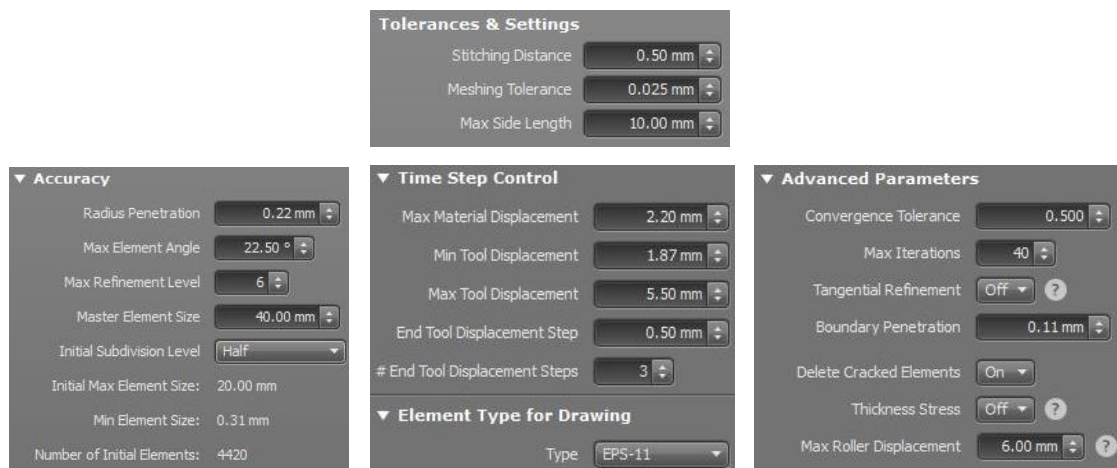 Tolerances & Settings
Stitching Distance 0.50 mm
Meshing Tolerance 0.025 mm
Max Side Length 10.00 mm
▼ Accuracy
Radius Penetration 0.22 mm
Max Element Angle 22.50 °
Max Refinement Level 6
Master Element Size 40.00 mm
Initial Subdivision Level Half
Initial Max Element Size: 20.00 mm
Min Element Size: 0.31 mm
Number of Initial Elements: 4420
▼ Time Step Control
Max Material Displacement 2.20 mm
Min Tool Displacement 1.87 mm
Max Tool Displacement 5.50 mm
End Tool Displacement Step 0.50 mm
# End Tool Displacement Steps 3
▼ Element Type for Drawing
Type EPS-11
▼ Advanced Parameters
Convergence Tolerance 0.500
Max Iterations 40
Tangential Refinement Off ?
Boundary Penetration 0.11 mm
Delete Cracked Elements On
Thickness Stress Off ?
Max Roller Displacement 6.00 mm ?